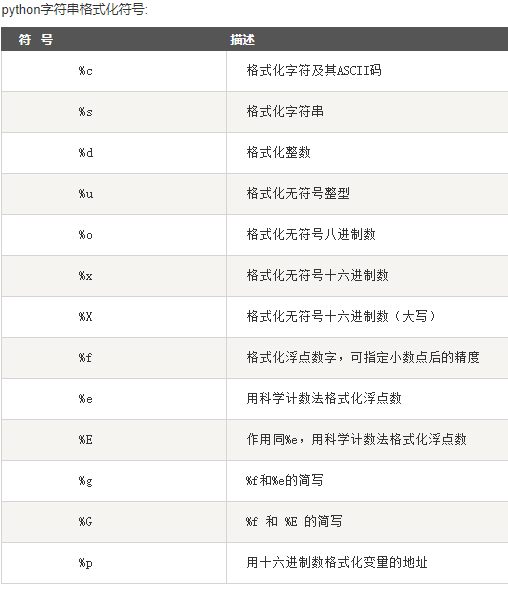 python字符串格式化符号:
符 号 描述
%c 格式化字符及其ASCII码
%s 格式化字符串
%d 格式化整数
%u 格式化无符号整型
%o 格式化无符号八进制数
%x 格式化无符号十六进制数
%X 格式化无符号十六进制数（大写）
%f 格式化浮点数字，可指定小数点后的精度
%e 用科学计数法格式化浮点数
%E 作用同%e，用科学计数法格式化浮点数
%g %f和%e的简写
%G %f 和 %E 的简写
%p 用十六进制数格式化变量的地址